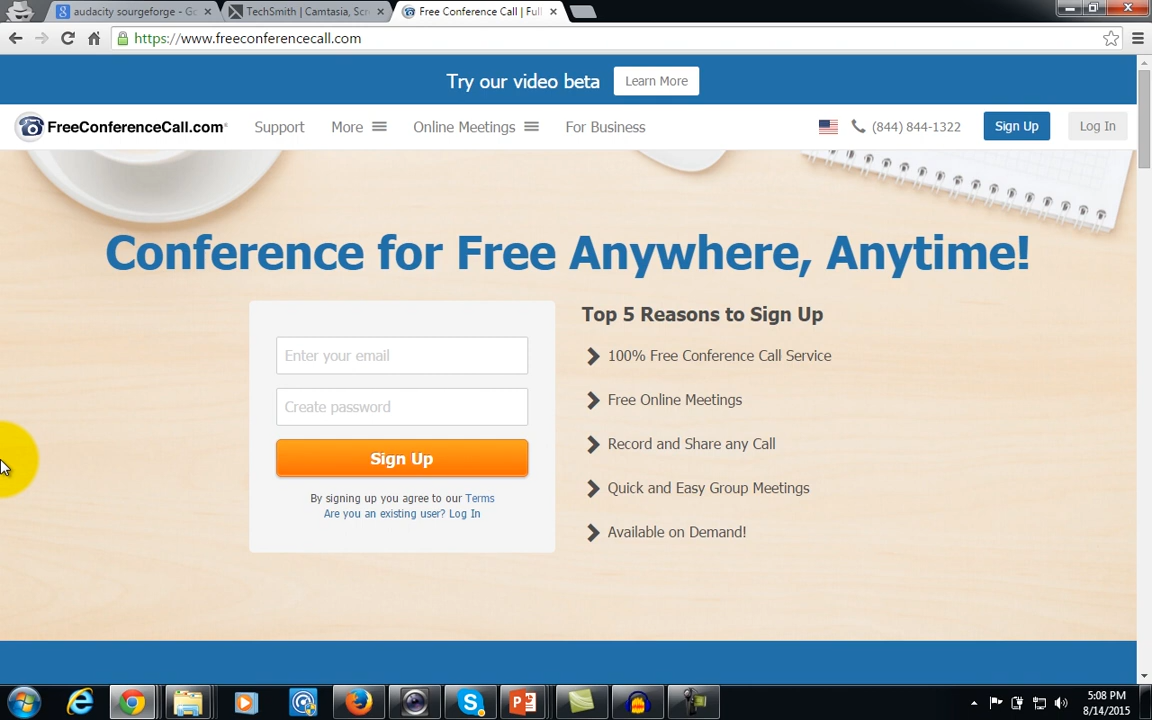 audacity sourgeforge - Go
TechSmith | Camtasia, Scr
Free Conference Call | Full
https://www.freeconferencecall.com
Try our video beta
Learn More
FreeConferenceCall.com®
Support
More
Online Meetings
For Business
(844) 844-1322
Sign Up
Log In
Conference for Free Anywhere, Anytime!
Enter your email
Create password
Sign Up
By signing up you agree to our Terms
Are you an existing user? Log In
Top 5 Reasons to Sign Up
100% Free Conference Call Service
Free Online Meetings
Record and Share any Call
Quick and Easy Group Meetings
Available on Demand!
5:08 PM
8/14/2015